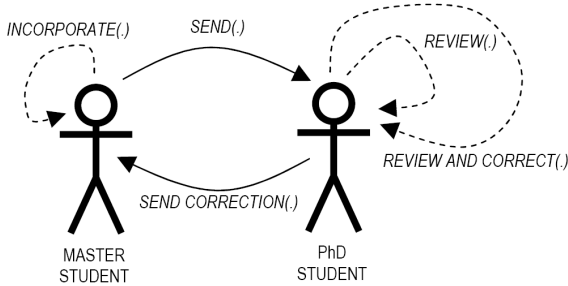 INCORPORATE(.)
SEND(.)
REVIEW(.)
REVIEW AND CORRECT(.)
SEND CORRECTION(.)
MASTER
STUDENT
PhD
STUDENT